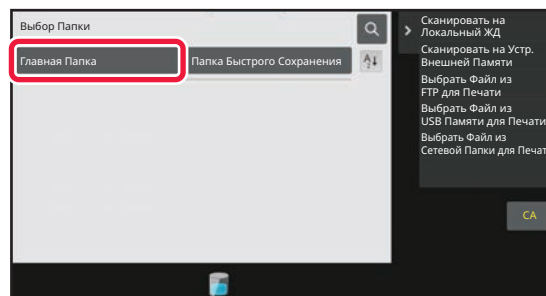 Выбор Папки
Главная Папка
Папка Быстрого Сохранения
Сканировать на
Локальный ЖД
Сканировать на Устр.
Внешней Памяти
Выбрать Файл из
FTP для Печати
Выбрать Файл из
USB Памяти для Печати
Выбрать Файл из
Сетевой Папки для Печат
CA